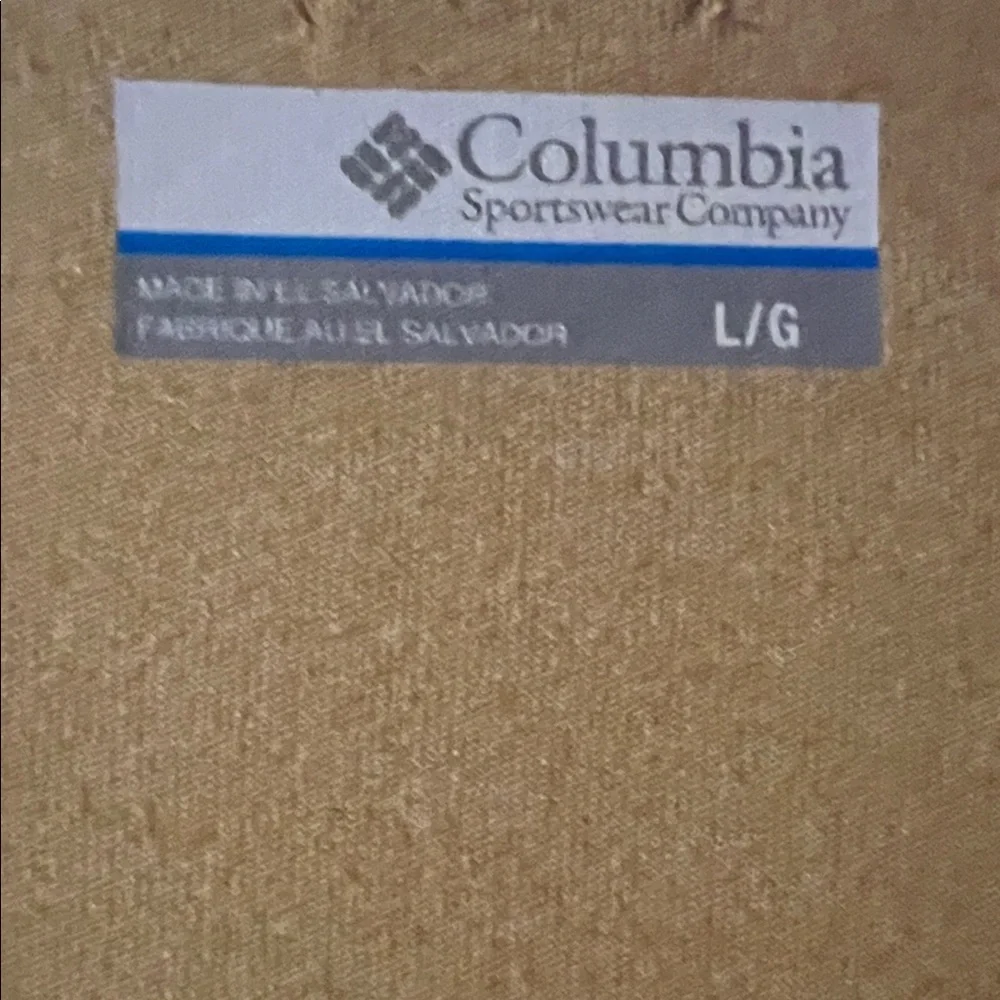 Columbia
Sportswear Company
MADE IN EL SALVADOR
FABRIQUE AU EL SALVADOR
L/G